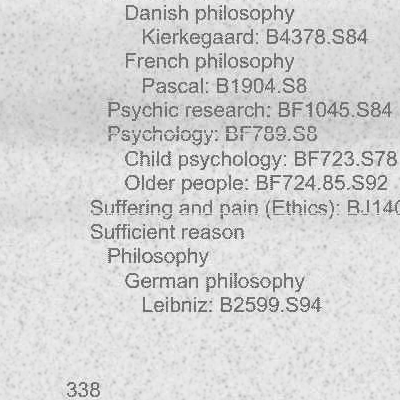 Danish philosophy
Kierkegaard: B4378.S84
French philosophy
Pascal: B1904.S8
Psychic research: BF1045.S84
Psychology: BF789.S8
Child psychology: BF723.S78
Older people: BF724.85.S92
Suffering and pain (Ethics): BJ140
Sufficient reason
Philosophy
German philosophy
Leibniz: B2599.S94
338